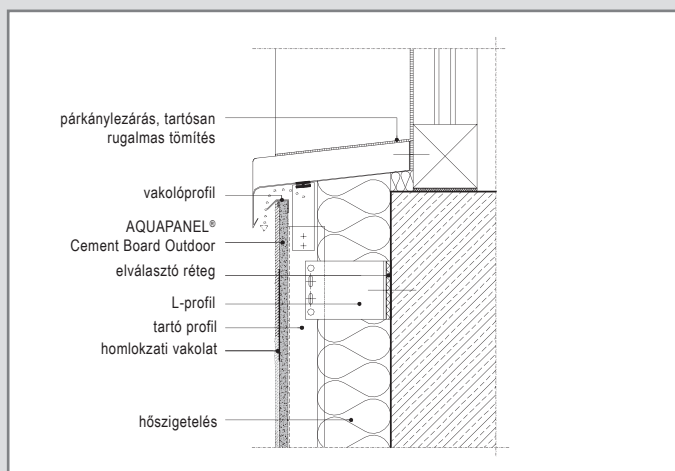 párkánylezárás, tartósan
rugalmas tömítés
vakolóprofil
AQUAPANEL®
Cement Board Outdoor
elválasztó réteg
L-profil
tartó profil
homlokzati vakolat
hőszigetelés